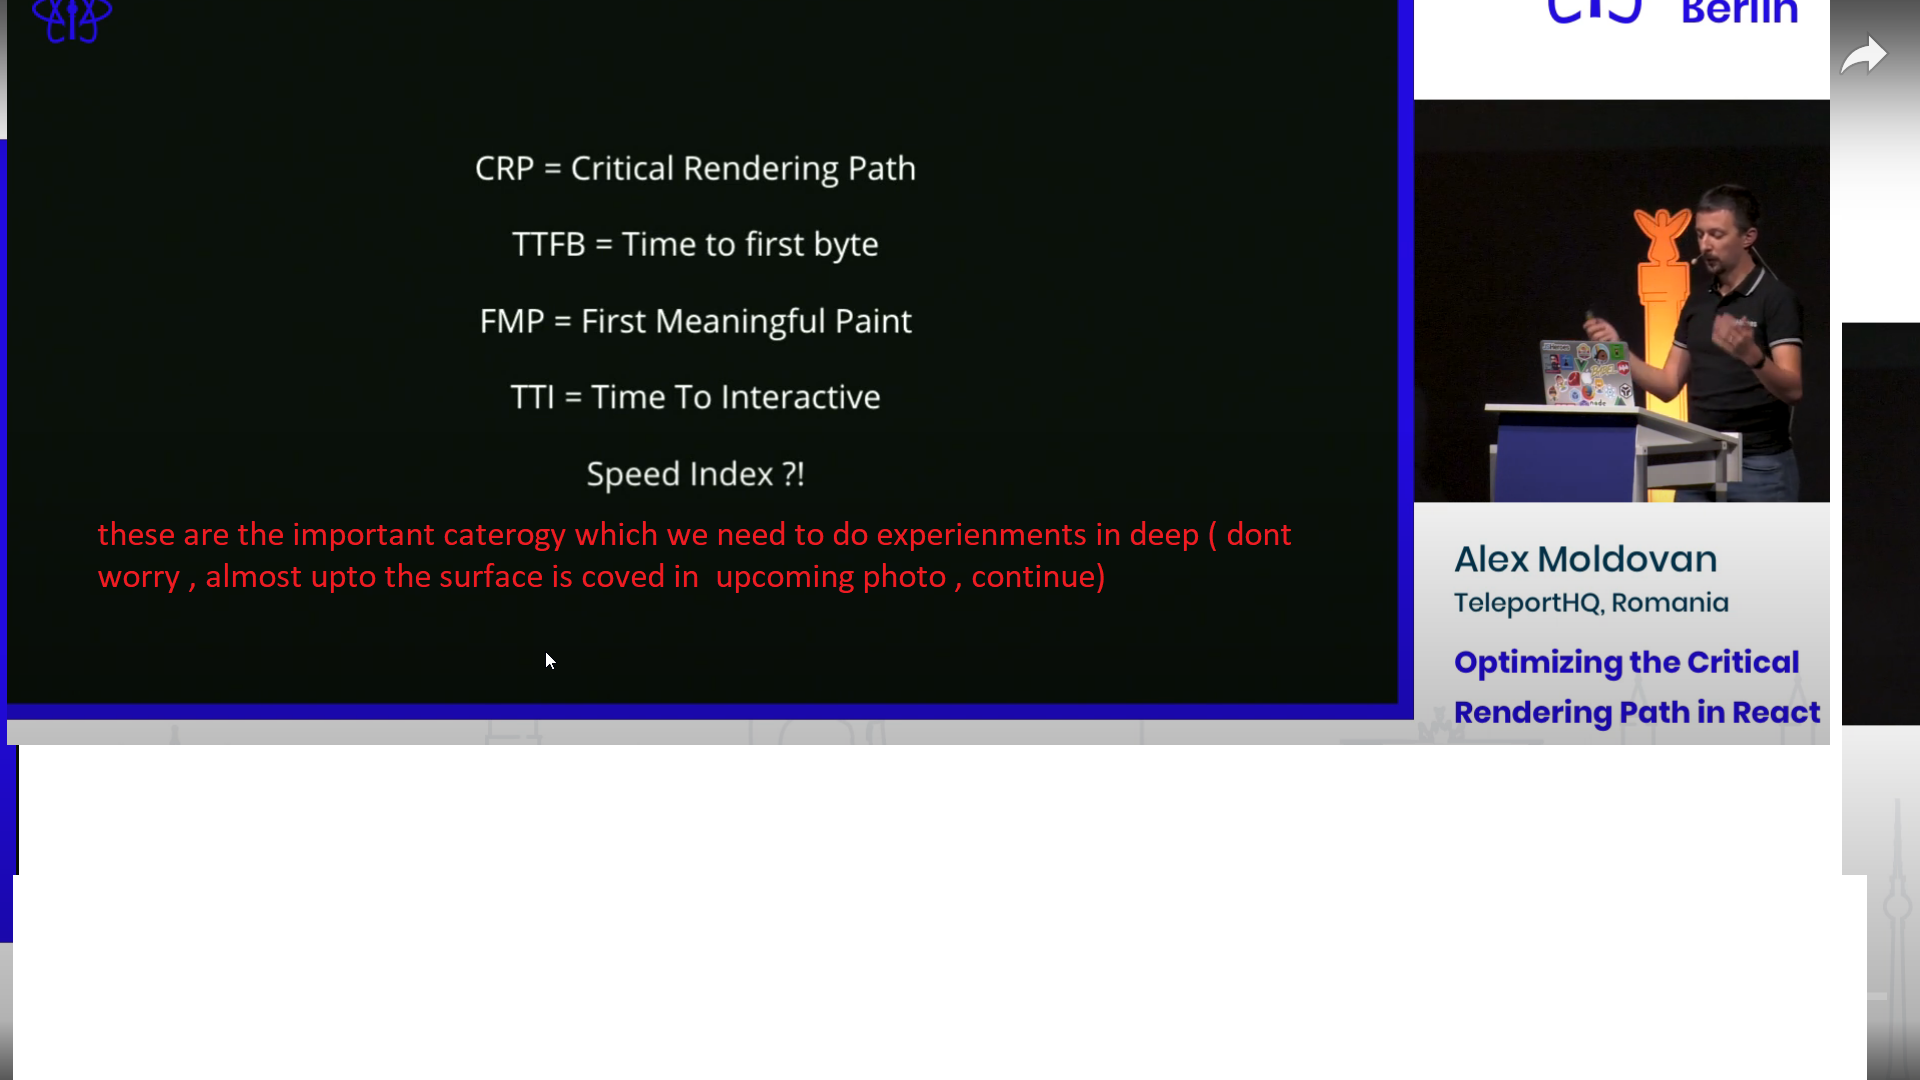 Berlin
CRP = Critical Rendering Path
TTFB = Time to first byte
FMP = First Meaningful Paint
TTI = Time To Interactive
Speed Index ?!
these are the important caterogy which we need to do experienments in deep ( dont
worry , almost upto the surface is coved in  upcoming photo , continue)
Alex Moldovan
TeleportHQ, Romania
Optimizing the Critical
Rendering Path in React